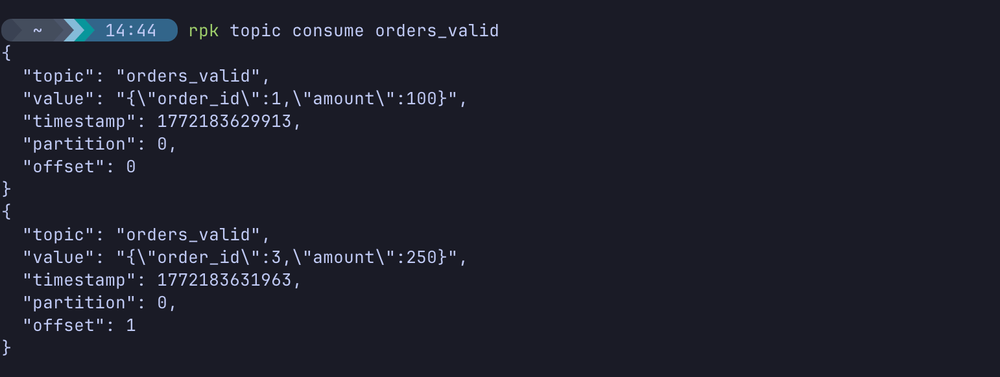 ~ 14:44 rpk topic consume orders_valid
{
  "topic": "orders_valid",
  "value": "{\"order_id\":1,\"amount\":100}",
  "timestamp": 1772183629913,
  "partition": 0,
  "offset": 0
}
{
  "topic": "orders_valid",
  "value": "{\"order_id\":3,\"amount\":250}",
  "timestamp": 1772183631963,
  "partition": 0,
  "offset": 1
}